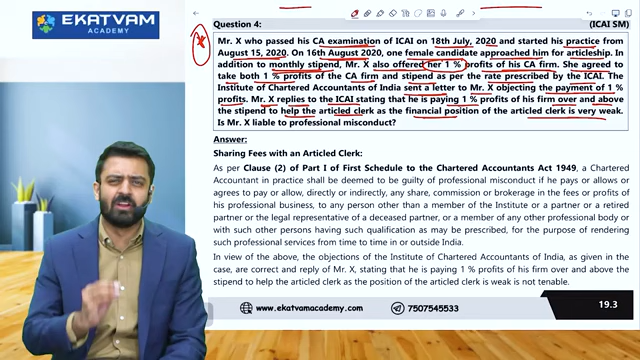 EKATVAM
ACADEMY
Question 4:
(ICAI SM)
Mr. X who passed his CA examination of ICAI on 18th July, 2020 and started his practice from
August 15, 2020. On 16th August 2020, one female candidate approached him for articleship. In
addition to monthly stipend, Mr. X also offered her 1 % profits of his CA firm. She agreed to
take both 1 % profits of the CA firm and stipend as per the rate prescribed by the ICAI. The
Institute of Chartered Accountants of India sent a letter to Mr. X objecting the payment of 1 %
profits. Mr. X replies to the ICAI stating that he is paying 1 % profits of his firm over and above
the stipend to help the articled clerk as the financial position of the articled clerk is very weak.
Is Mr. X liable to professional misconduct?
Answer:
Sharing Fees with an Articled Clerk:
As per Clause (2) of Part I of First Schedule to the Chartered Accountants Act 1949, a Chartered
Accountant in practice shall be deemed to be guilty of professional misconduct if he pays or allows or
agrees to pay or allow, directly or indirectly, any share, commission or brokerage in the fees or profits
of his professional business, to any person other than a member of the Institute or a partner or a retired
partner or the legal representative of a deceased partner, or a member of any other professional body or
with such other persons having such qualification as may be prescribed, for the purpose of rendering
such professional services from time to time in or outside India.
In view of the above, the objections of the Institute of Chartered Accountants of India, as given in the
case, are correct and reply of Mr. X, stating that he is paying 1 % profits of his firm over and above the
stipend to help the articled clerk as the position of the articled clerk is weak is not tenable.
www.ekatvamacademy.com
7507545533
19.3